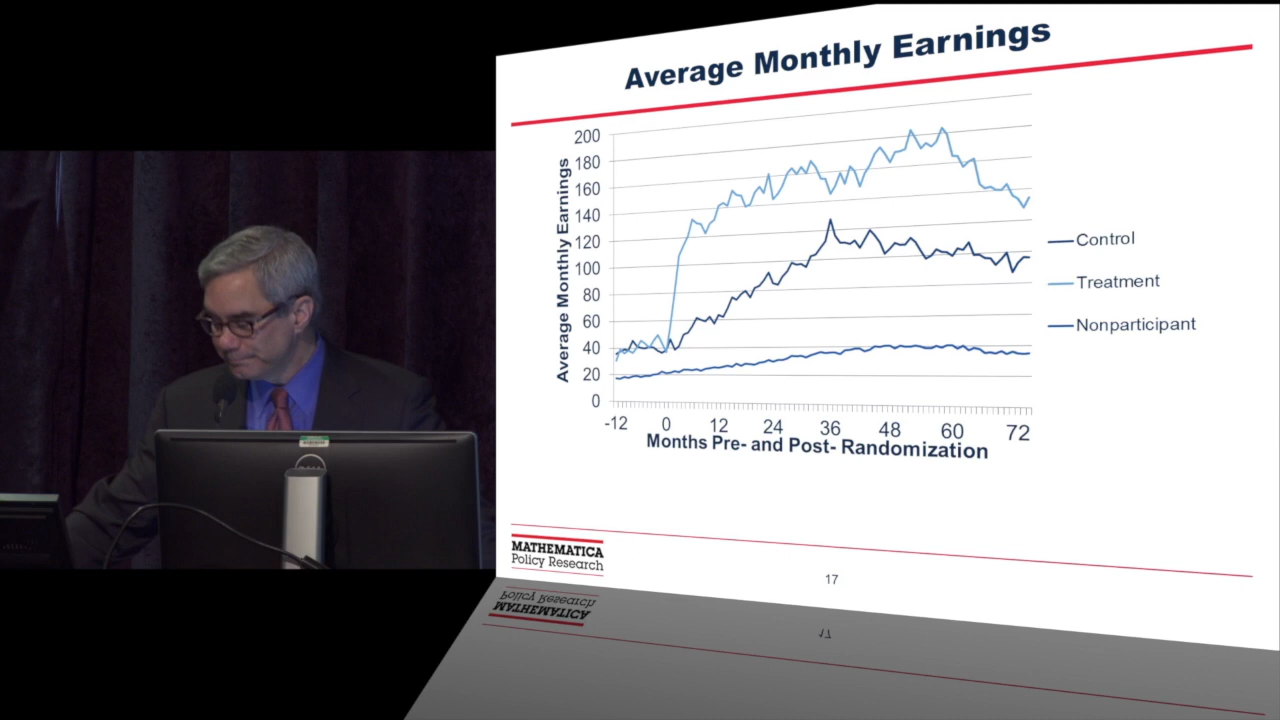 Average Monthly Earnings
200
180
160
140
120
100
80
60
40
20
0
Average Monthly Earnings
-12 0 12 24 36 48 60 72
Months Pre- and Post- Randomization
Control
Treatment
Nonparticipant
MATHEMATICA
Policy Research
17